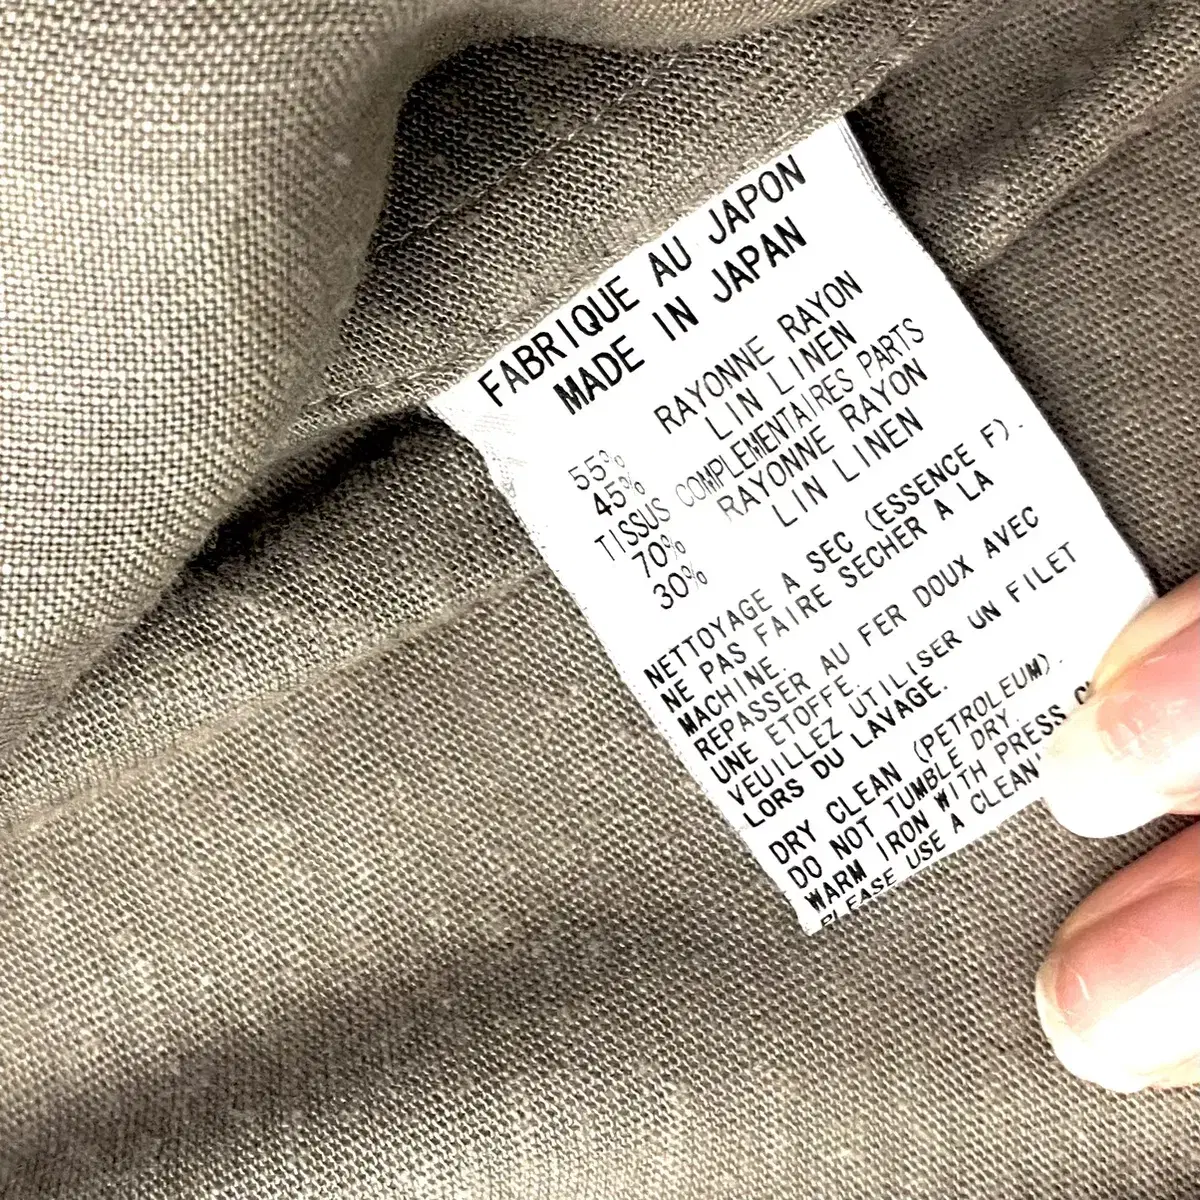 FABRIQUE AU JAPON
MADE IN JAPAN
55% RAYONNE RAYON
45% LIN LINEN
TISSUS COMPLEMENTAIRES PARTS
70% RAYONNE RAYON
30% LIN LINEN
NETTOYAGE A SEC (ESSENCE F).
NE PAS FAIRE SECHER A LA
MACHINE.
REPASSER AU FER DOUX AVEC
UNE ETOFFE.
VEUILLEZ UTILISER UN FILET
LORS DU LAVAGE.
DRY CLEAN (PETROLEUM).
DO NOT TUMBLE DRY.
WARM IRON WITH PRESS
PLEASE USE A